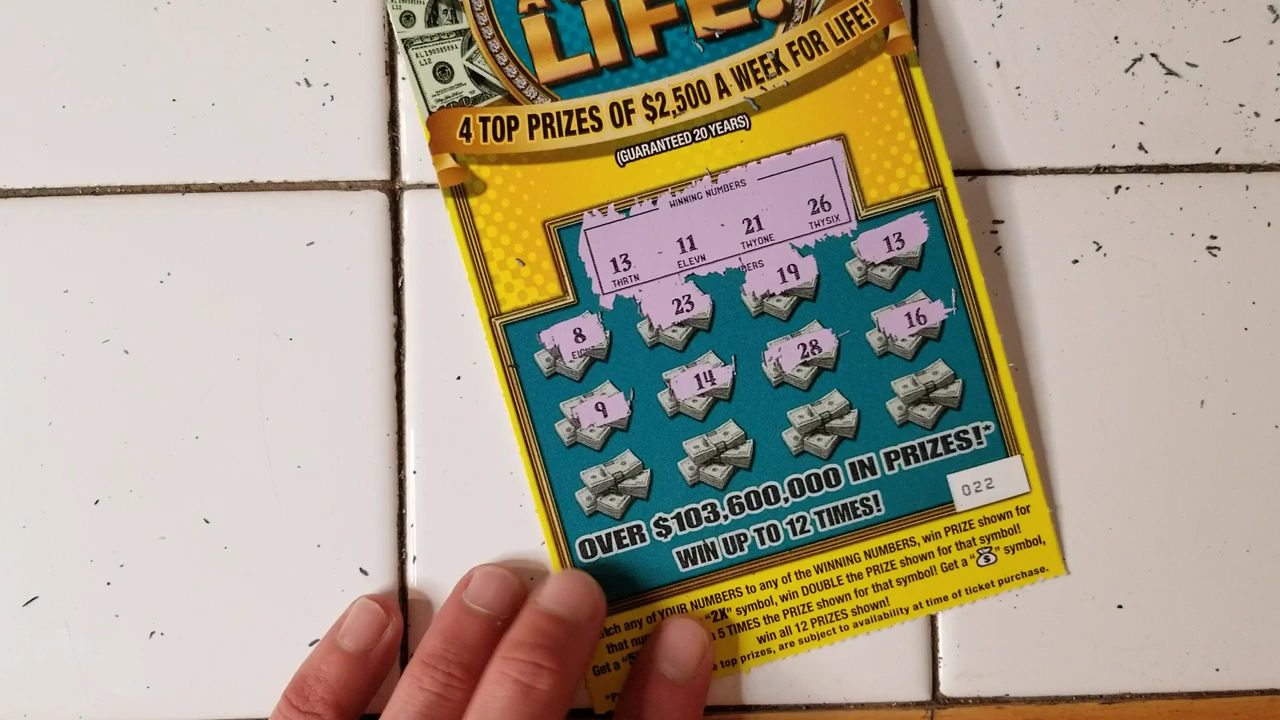 LIFE!
4 TOP PRIZES OF $2,500 A WEEK FOR LIFE!*
(GUARANTEED 20 YEARS)
WINNING NUMBERS
13 11 21 26
THRTN ELEVN THYONE THYSIX
8 23 19 13
EIGHT
9 14 28 16
OVER $103,600,000 IN PRIZES!*
WIN UP TO 12 TIMES!
022
any of YOUR NUMBERS to any of the WINNING NUMBERS, win PRIZE shown for
that "2X" symbol, win DOUBLE the PRIZE shown for that symbol!
Get a 5 TIMES the PRIZE shown for that symbol! Get a " " symbol,
win all 12 PRIZES shown!
top prizes, are subject to availability at time of ticket purchase.